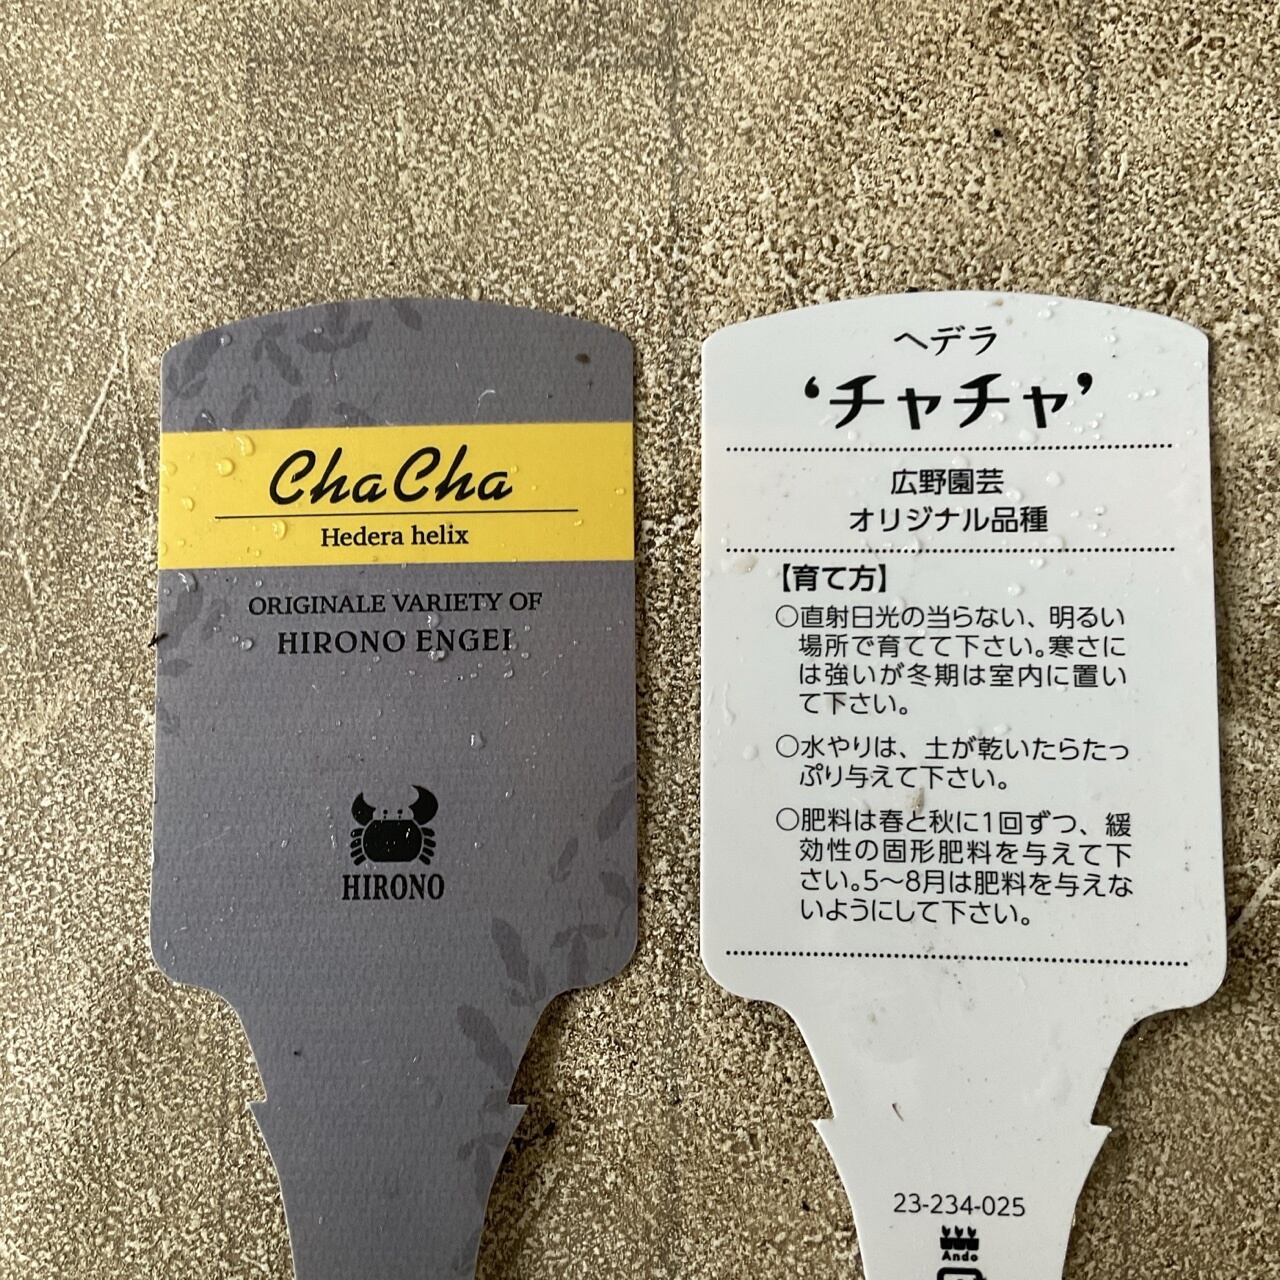 ChaCha
Hedera helix
ORIGINALE VARIETY OF
HIRONO ENGEI
HIRONO
ヘデラ
‘チャチャ’
広野園芸
オリジナル品種
【育て方】
○直射日光の当らない、明るい
場所で育てて下さい。寒さに
は強いが冬期は室内に置い
て下さい。
○水やりは、土が乾いたらたっ
ぷり与えて下さい。
○肥料は春と秋に1回ずつ、緩
効性の固形肥料を与えて下
さい。5～8月は肥料を与えな
いようにして下さい。
23-234-025
Ando